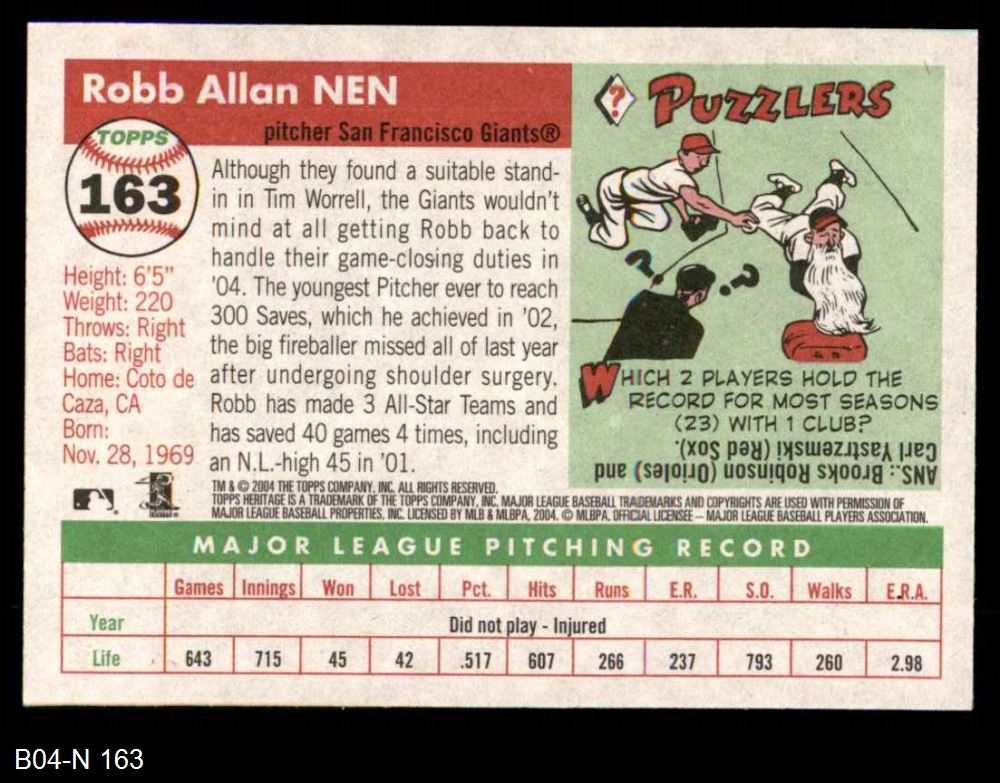 Robb Allan NEN
pitcher San Francisco Giants®
TOPPS
163
Height: 6'5"
Weight: 220
Throws: Right
Bats: Right
Home: Coto de
Caza, CA
Born:
Nov. 28, 1969
Although they found a suitable stand-
in in Tim Worrell, the Giants wouldn't
mind at all getting Robb back to
handle their game-closing duties in
'04. The youngest Pitcher ever to reach
300 Saves, which he achieved in '02,
the big fireballer missed all of last year
after undergoing shoulder surgery.
Robb has made 3 All-Star Teams and
has saved 40 games 4 times, including
an N.L.-high 45 in '01.
? PUZZLERS
? ? ?
WHICH 2 PLAYERS HOLD THE
RECORD FOR MOST SEASONS
(23) WITH 1 CLUB?
ANS.: Brooks Robinson (Orioles) and
Carl Yastrzemski (Red Sox).
TM & © 2004 THE TOPPS COMPANY, INC. ALL RIGHTS RESERVED.
TOPPS HERITAGE IS A TRADEMARK OF THE TOPPS COMPANY, INC. MAJOR LEAGUE BASEBALL TRADEMARKS AND COPYRIGHTS ARE USED WITH PERMISSION OF
MAJOR LEAGUE BASEBALL PROPERTIES, INC. LICENSED BY MLB & MLBPA, 2004. © MLBPA. OFFICIAL LICENSEE – MAJOR LEAGUE BASEBALL PLAYERS ASSOCIATION.
MAJOR LEAGUE PITCHING RECORD
Games Innings Won Lost Pct. Hits Runs E.R. S.O. Walks E.R.A.
Year Did not play - Injured
Life 643 715 45 42 .517 607 266 237 793 260 2.98
B04-N 163